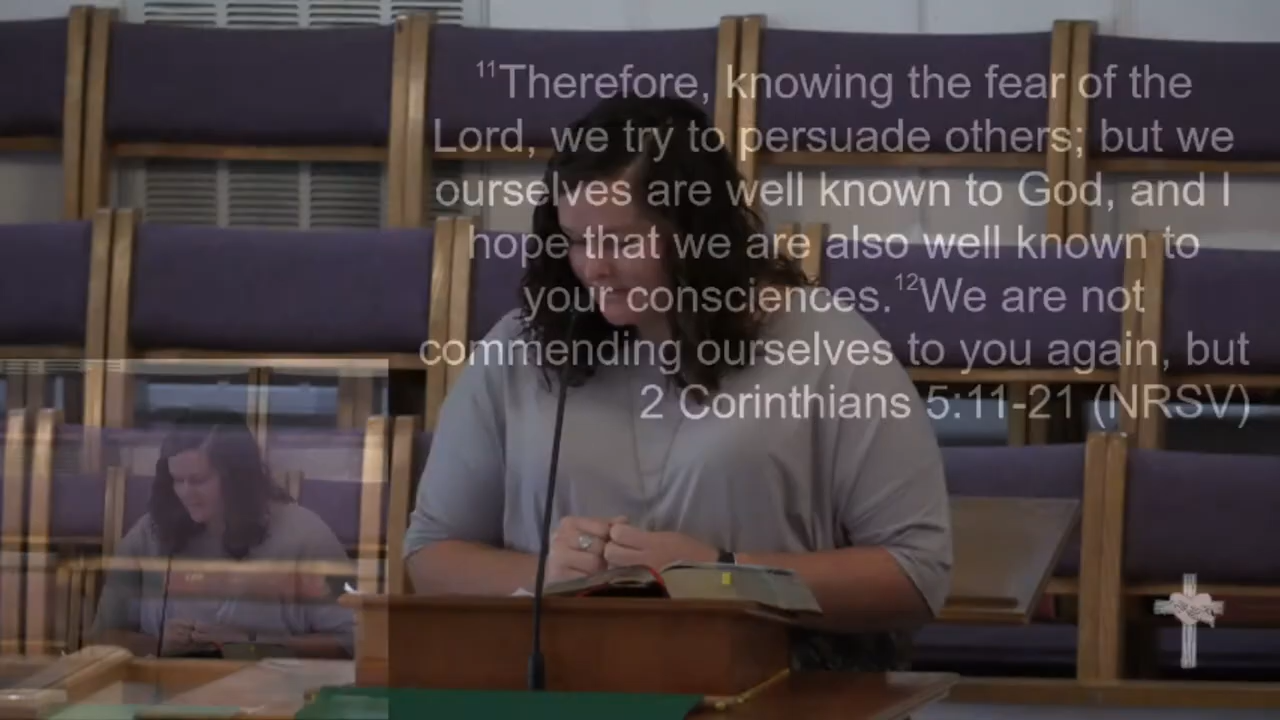 ¹¹Therefore, knowing the fear of the
Lord, we try to persuade others; but we
ourselves are well known to God, and I
hope that we are also well known to
your consciences. ¹²We are not
commending ourselves to you again, but
2 Corinthians 5:11-21 (NRSV)